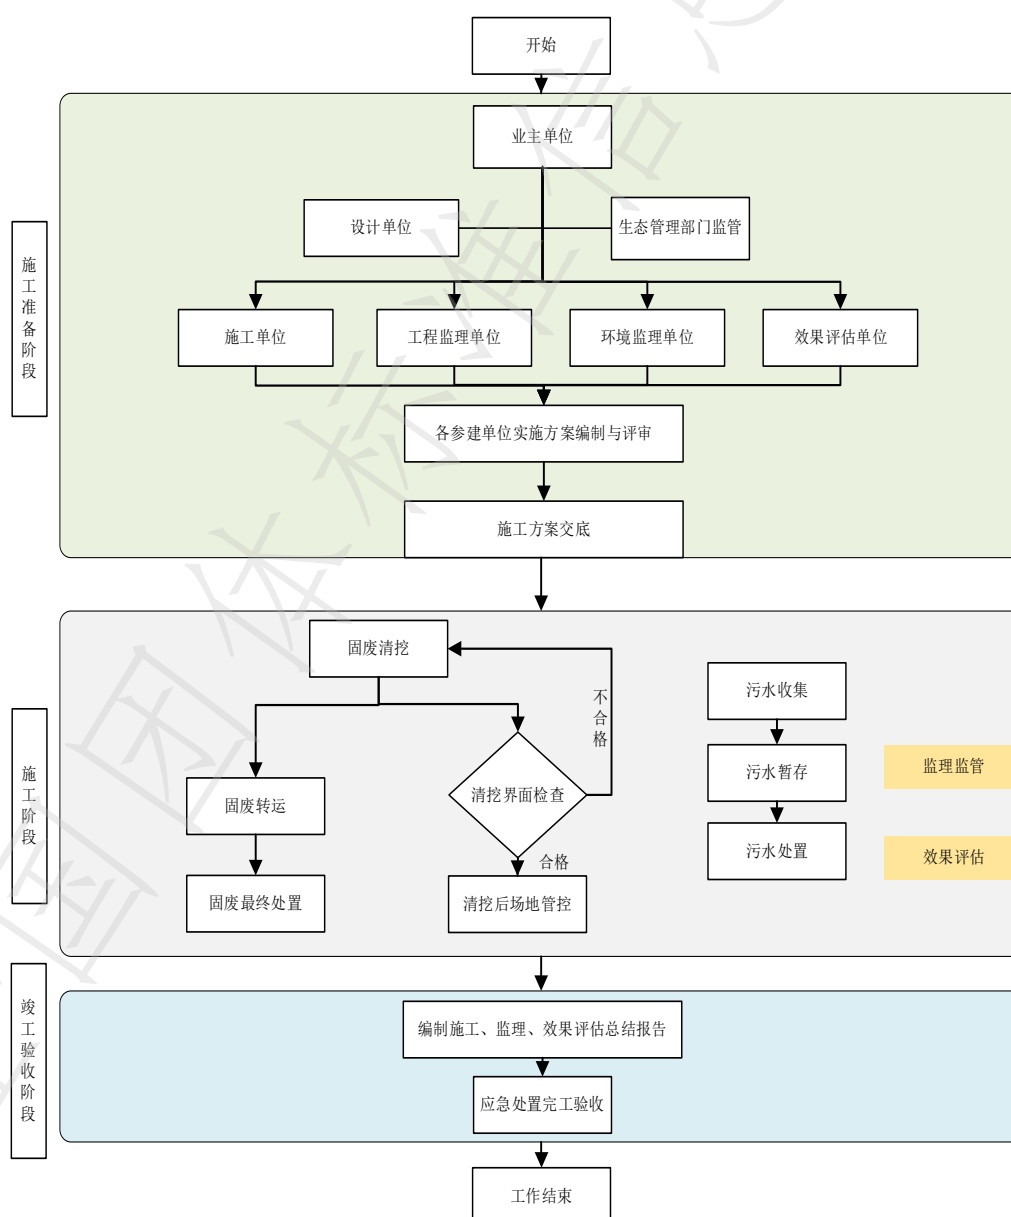 开始
业主单位
设计单位
生态管理部门监管
施工准备阶段
施工单位
工程监理单位
环境监理单位
效果评估单位
各参建单位实施方案编制与评审
施工方案交底
固废清挖
不合格
污水收集
施工阶段
污水暂存
监理监管
固废转运
清挖界面检查
污水处置
效果评估
合格
固废最终处置
清挖后场地管控
竣工验收阶段
编制施工、监理、效果评估总结报告
应急处置完工验收
工作结束
国团体标准信